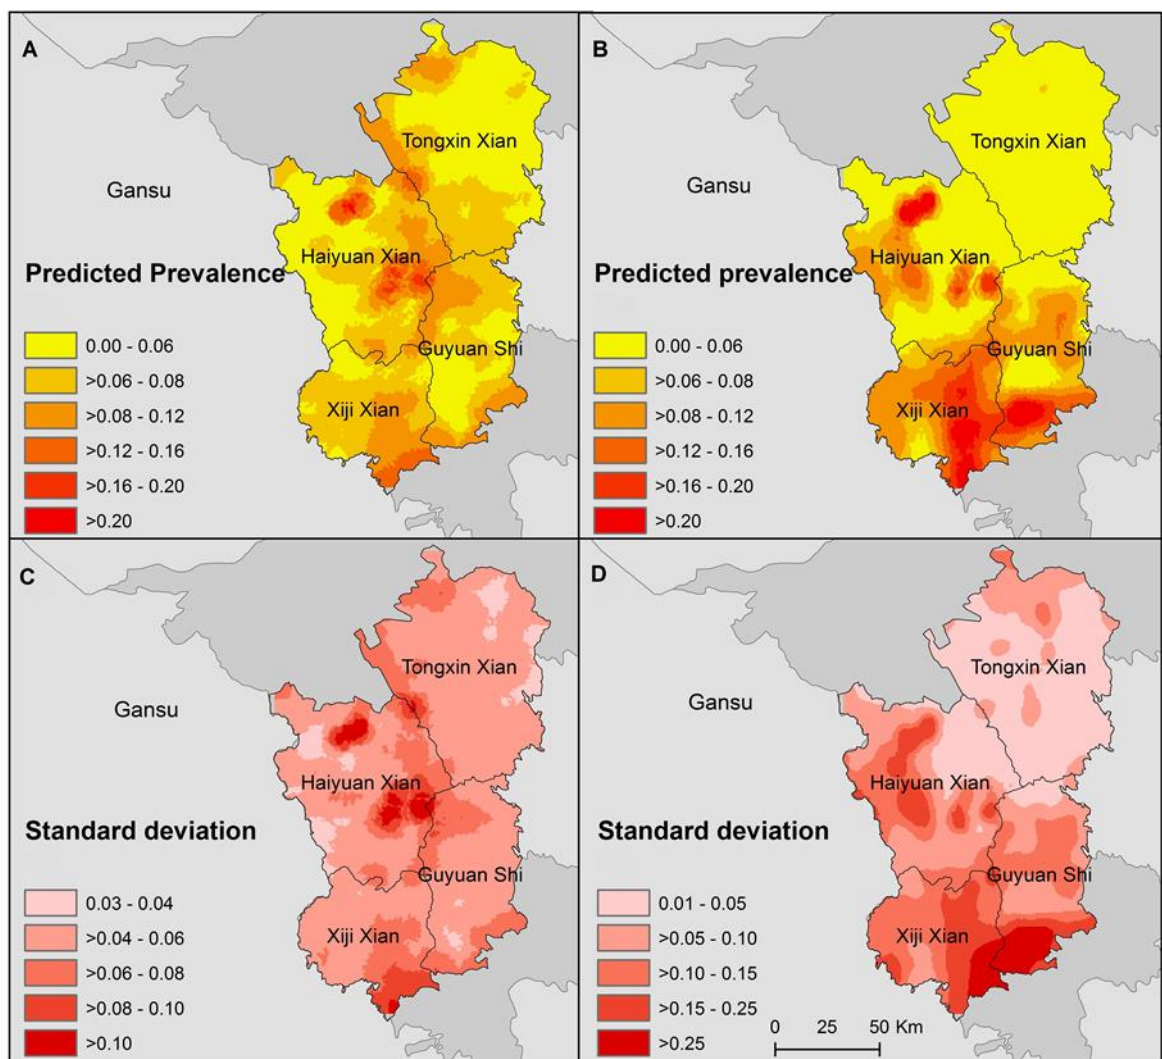 A
Tongxin Xian
Gansu
Haiyuan Xian
Predicted Prevalence
0.00 - 0.06
Guyuan Shi
>0.06 - 0.08
>0.08 - 0.12
Xiji Xian
>0.12 - 0.16
>0.16 - 0.20
>0.20
B
Tongxin Xian
Gansu
Haiyuan Xian
Predicted prevalence
0.00 - 0.06
Guyuan Shi
>0.06 - 0.08
>0.08 - 0.12
Xiji Xian
>0.12 - 0.16
>0.16 - 0.20
>0.20
C
Tongxin Xian
Gansu
Haiyuan Xian
Standard deviation
Guyuan Shi
0.03 - 0.04
>0.04 - 0.06
Xiji Xian
>0.06 - 0.08
>0.08 - 0.10
>0.10
D
Tongxin Xian
Gansu
Haiyuan Xian
Standard deviation
Guyuan Shi
0.01 - 0.05
>0.05 - 0.10
Xiji Xian
>0.10 - 0.15
>0.15 - 0.25
>0.25
0 25 50 Km